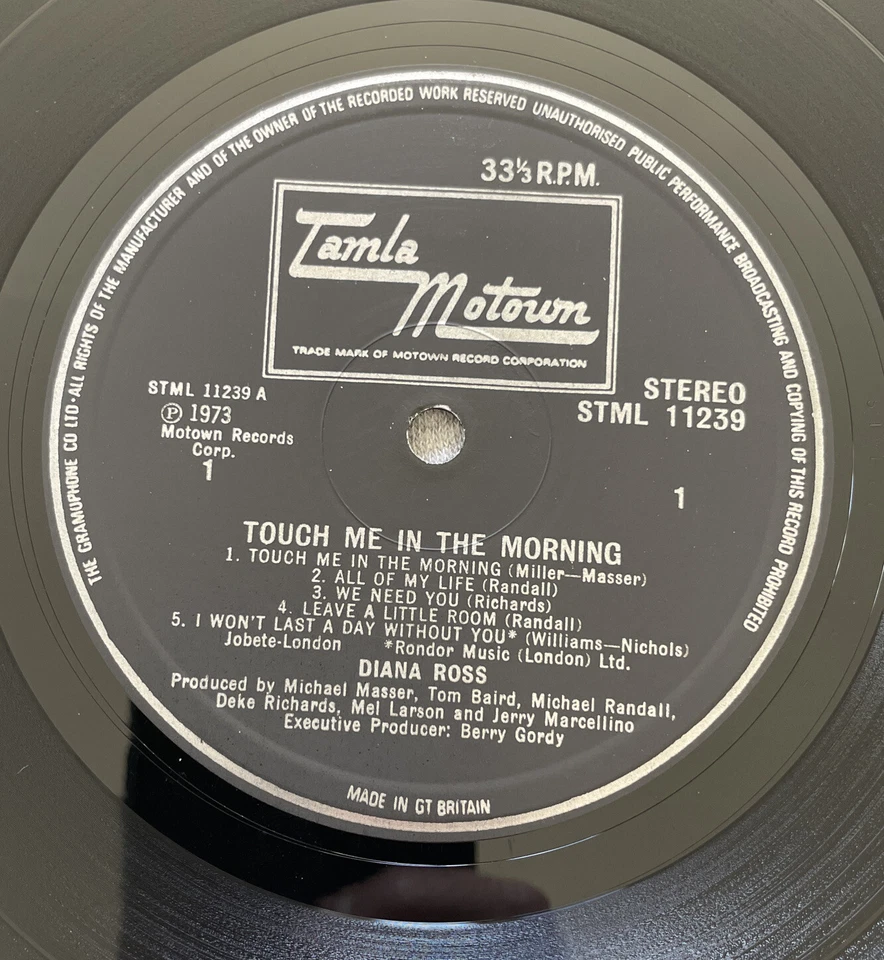 THE GRAMOPHONE CO LTD·ALL RIGHTS OF THE MANUFACTURER AND OF THE OWNER OF THE RECORDED WORK RESERVED UNAUTHORISED PUBLIC PERFORMANCE BROADCASTING AND COPYING OF THIS RECORD PROHIBITED
33⅓ R.P.M.
Tamla
Motown
TRADE MARK OF MOTOWN RECORD CORPORATION
STML 11239 A
℗ 1973
Motown Records
Corp.
1
STEREO
STML 11239
1
TOUCH ME IN THE MORNING
1. TOUCH ME IN THE MORNING (Miller—Masser)
2. ALL OF MY LIFE (Randall)
3. WE NEED YOU (Richards)
4. LEAVE A LITTLE ROOM (Randall)
5. I WON'T LAST A DAY WITHOUT YOU* (Williams—Nichols)
Jobete-London *Rondor Music (London) Ltd.
DIANA ROSS
Produced by Michael Masser, Tom Baird, Michael Randall,
Deke Richards, Mel Larson and Jerry Marcellino
Executive Producer: Berry Gordy
MADE IN GT BRITAIN